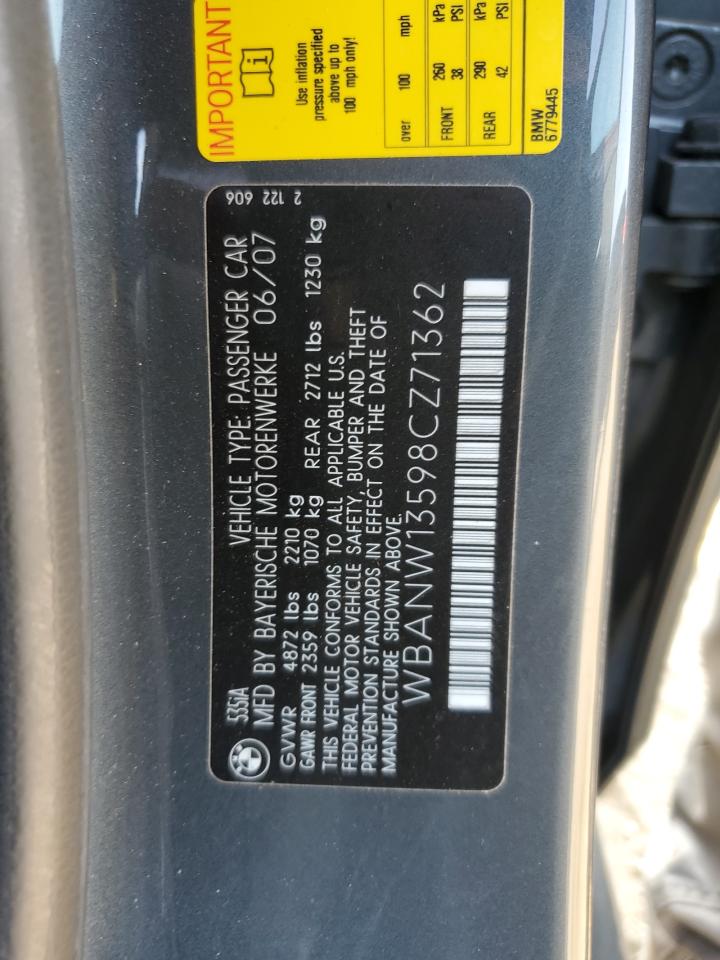 IMPORTANT
Use inflation
pressure specified
above up to
100 mph only!
over 100 mph
FRONT 260 kPa
38 PSI
REAR 290 kPa
42 PSI
BMW
6779445
535iA VEHICLE TYPE: PASSENGER CAR 2 122 606
MFD BY BAYERISCHE MOTORENWERKE 06/07
GVWR 4872 lbs 2210 kg
GAWR FRONT 2359 lbs 1070 kg REAR 2712 lbs 1230 kg
THIS VEHICLE CONFORMS TO ALL APPLICABLE U.S.
FEDERAL MOTOR VEHICLE SAFETY, BUMPER AND THEFT
PREVENTION STANDARDS IN EFFECT ON THE DATE OF
MANUFACTURE SHOWN ABOVE.
WBANW13598CZ71362